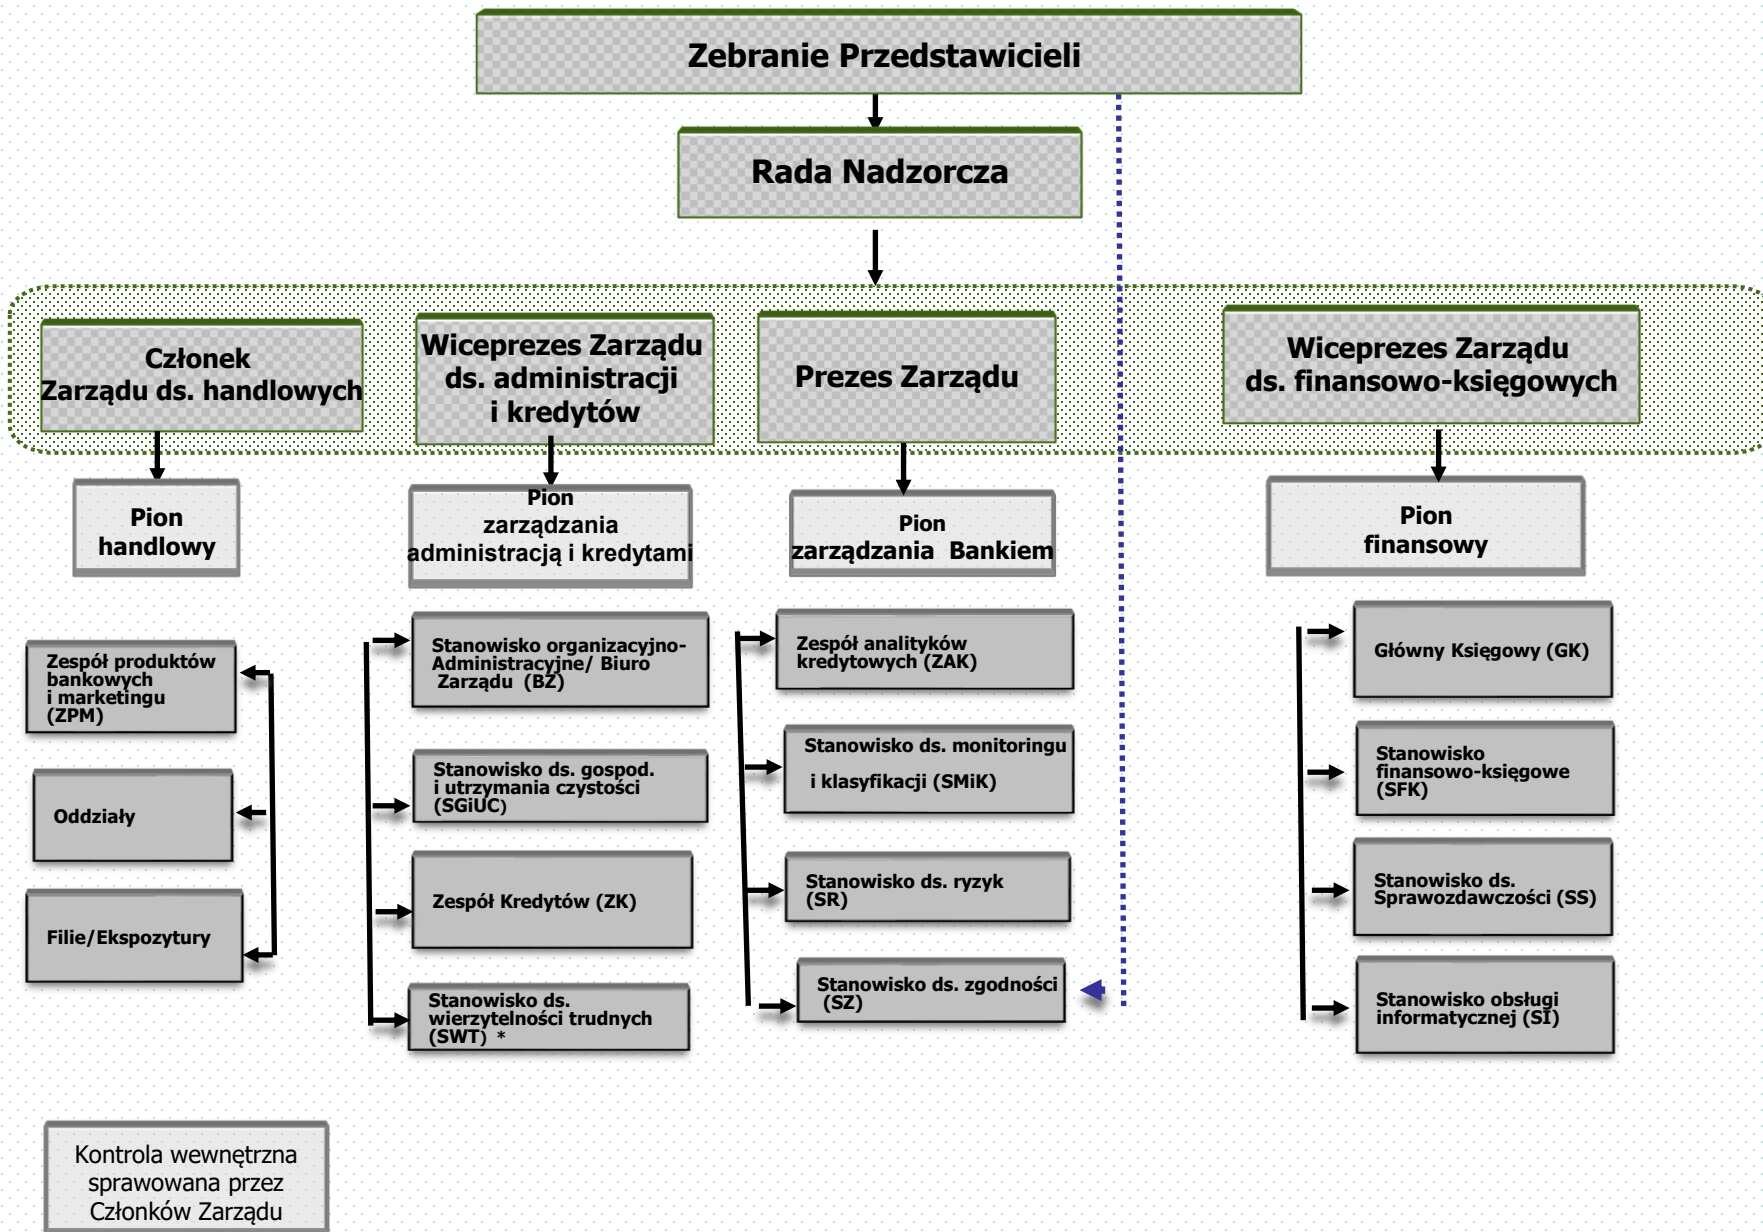 Zebranie Przedstawicieli
Rada Nadzorcza
Członek
Zarządu ds. handlowych
Wiceprezes Zarządu
ds. administracji
i kredytów
Prezes Zarządu
Wiceprezes Zarządu
ds. finansowo-księgowych
Pion
handlowy
Pion
zarządzania
administracją i kredytami
Pion
zarządzania Bankiem
Pion
finansowy
Zespół produktów
bankowych
i marketingu
(ZPM)
Oddziały
Filie/Ekspozytury
Stanowisko organizacyjno-
Administracyjne/ Biuro
Zarządu (BZ)
Stanowisko ds. gospod.
i utrzymania czystości
(SGiUC)
Zespół Kredytów (ZK)
Stanowisko ds.
wierzytelności trudnych
(SWT) *
Zespół analityków
kredytowych (ZAK)
Stanowisko ds. monitoringu
i klasyfikacji (SMiK)
Stanowisko ds. ryzyk
(SR)
Stanowisko ds. zgodności
(SZ)
Główny Księgowy (GK)
Stanowisko
finansowo-księgowe
(SFK)
Stanowisko ds.
Sprawozdawczości (SS)
Stanowisko obsługi
informatycznej (SI)
Kontrola wewnętrzna
sprawowana przez
Członków Zarządu